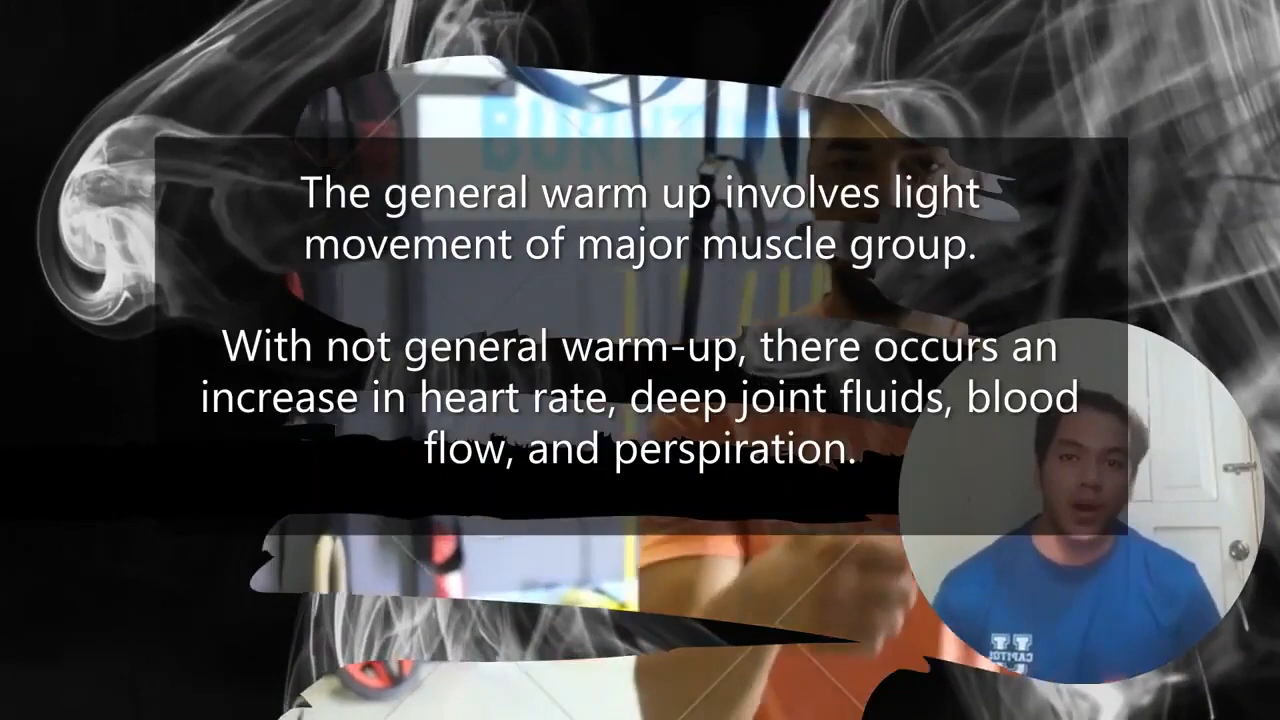 The general warm up involves light
movement of major muscle group.
With not general warm-up, there occurs an
increase in heart rate, deep joint fluids, blood
flow, and perspiration.
CAPITOL